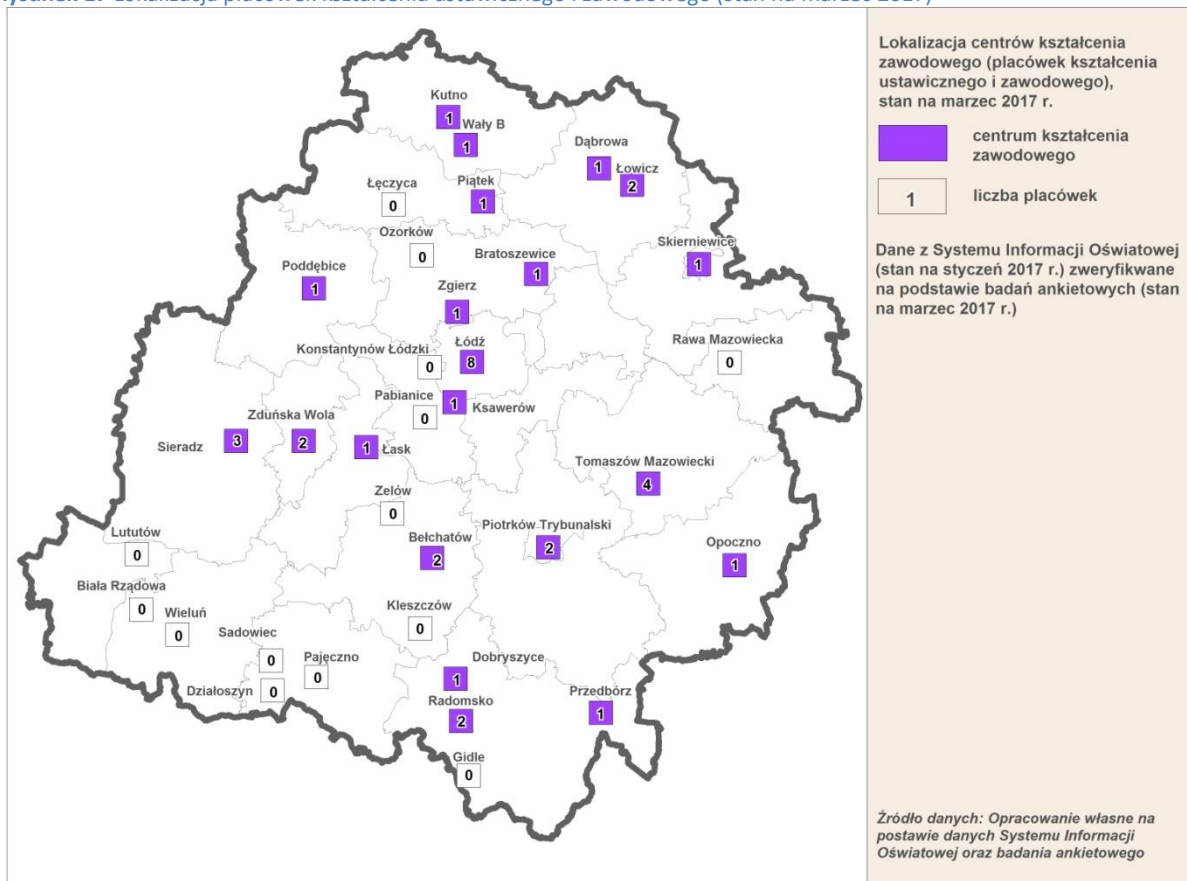 Lokalizacja placówek kształcenia ustawicznego i zawodowego (stan na marzec 2017)
Kutno
1
Wały B
1
Dąbrowa
1
Łowicz
2
Łęczyca
0
Piątek
1
Ozorków
0
Bratoszewice
1
Skierniewice
1
Poddębice
1
Zgierz
1
Konstantynów Łódzki
0
Łódź
8
Rawa Mazowiecka
0
Pabianice
0
1
Ksawerów
Sieradz
3
Zduńska Wola
2
1
Łask
Tomaszów Mazowiecki
4
Zelów
0
Bełchatów
2
Piotrków Trybunalski
2
Opoczno
1
Lututów
0
Biała Rządowa
0
Wieluń
0
Kleszczów
0
Sadowiec
0
Pajęczno
0
Działoszyn
0
Dobryszyce
1
Radomsko
2
Przedbórz
1
Gidle
0
Lokalizacja centrów kształcenia
zawodowego (placówek kształcenia
ustawicznego i zawodowego),
stan na marzec 2017 r.
centrum kształcenia
zawodowego
1
liczba placówek
Dane z Systemu Informacji Oświatowej
(stan na styczeń 2017 r.) zweryfikwane
na podstawie badań ankietowych (stan
na marzec 2017 r.)
Źródło danych: Opracowanie własne na
postawie danych Systemu Informacji
Oświatowej oraz badania ankietowego